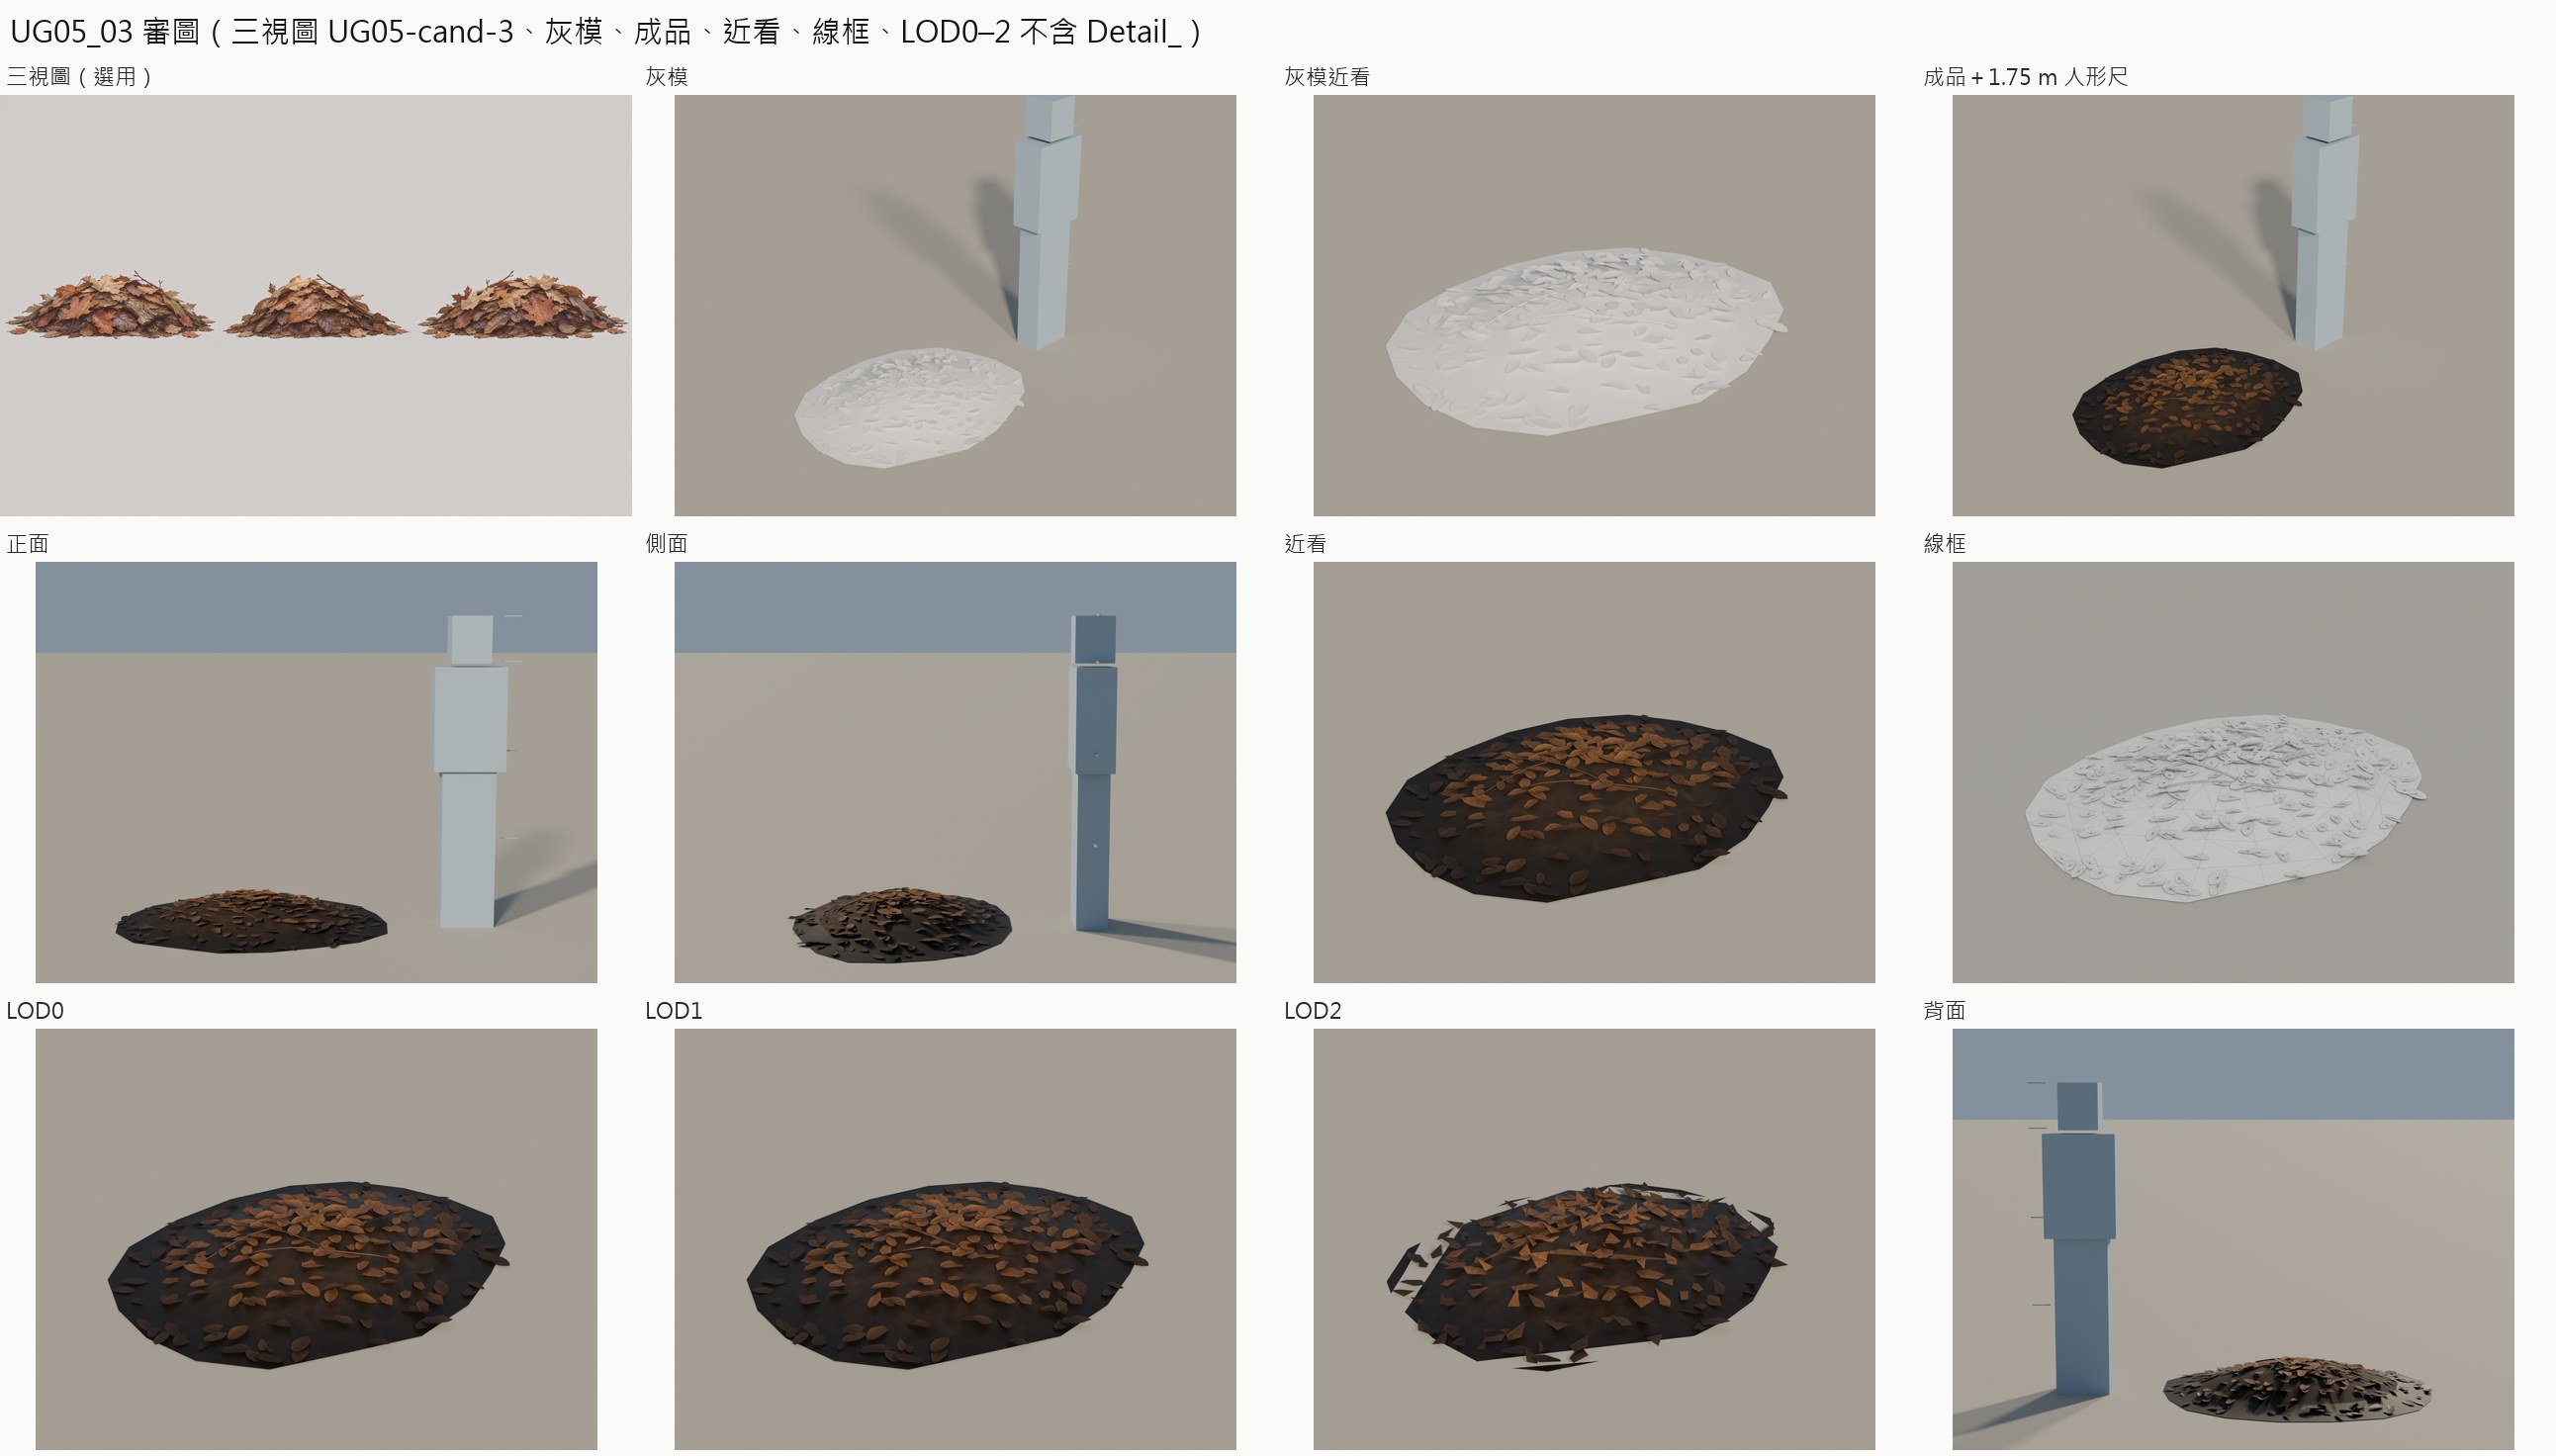 UG05_03 審圖（三視圖 UG05-cand-3、灰模、成品、近看、線框、LOD0–2 不含 Detail_）
三視圖（選用）
灰模
灰模近看
成品 + 1.75 m 人形尺
正面
側面
近看
線框
LOD0
LOD1
LOD2
背面